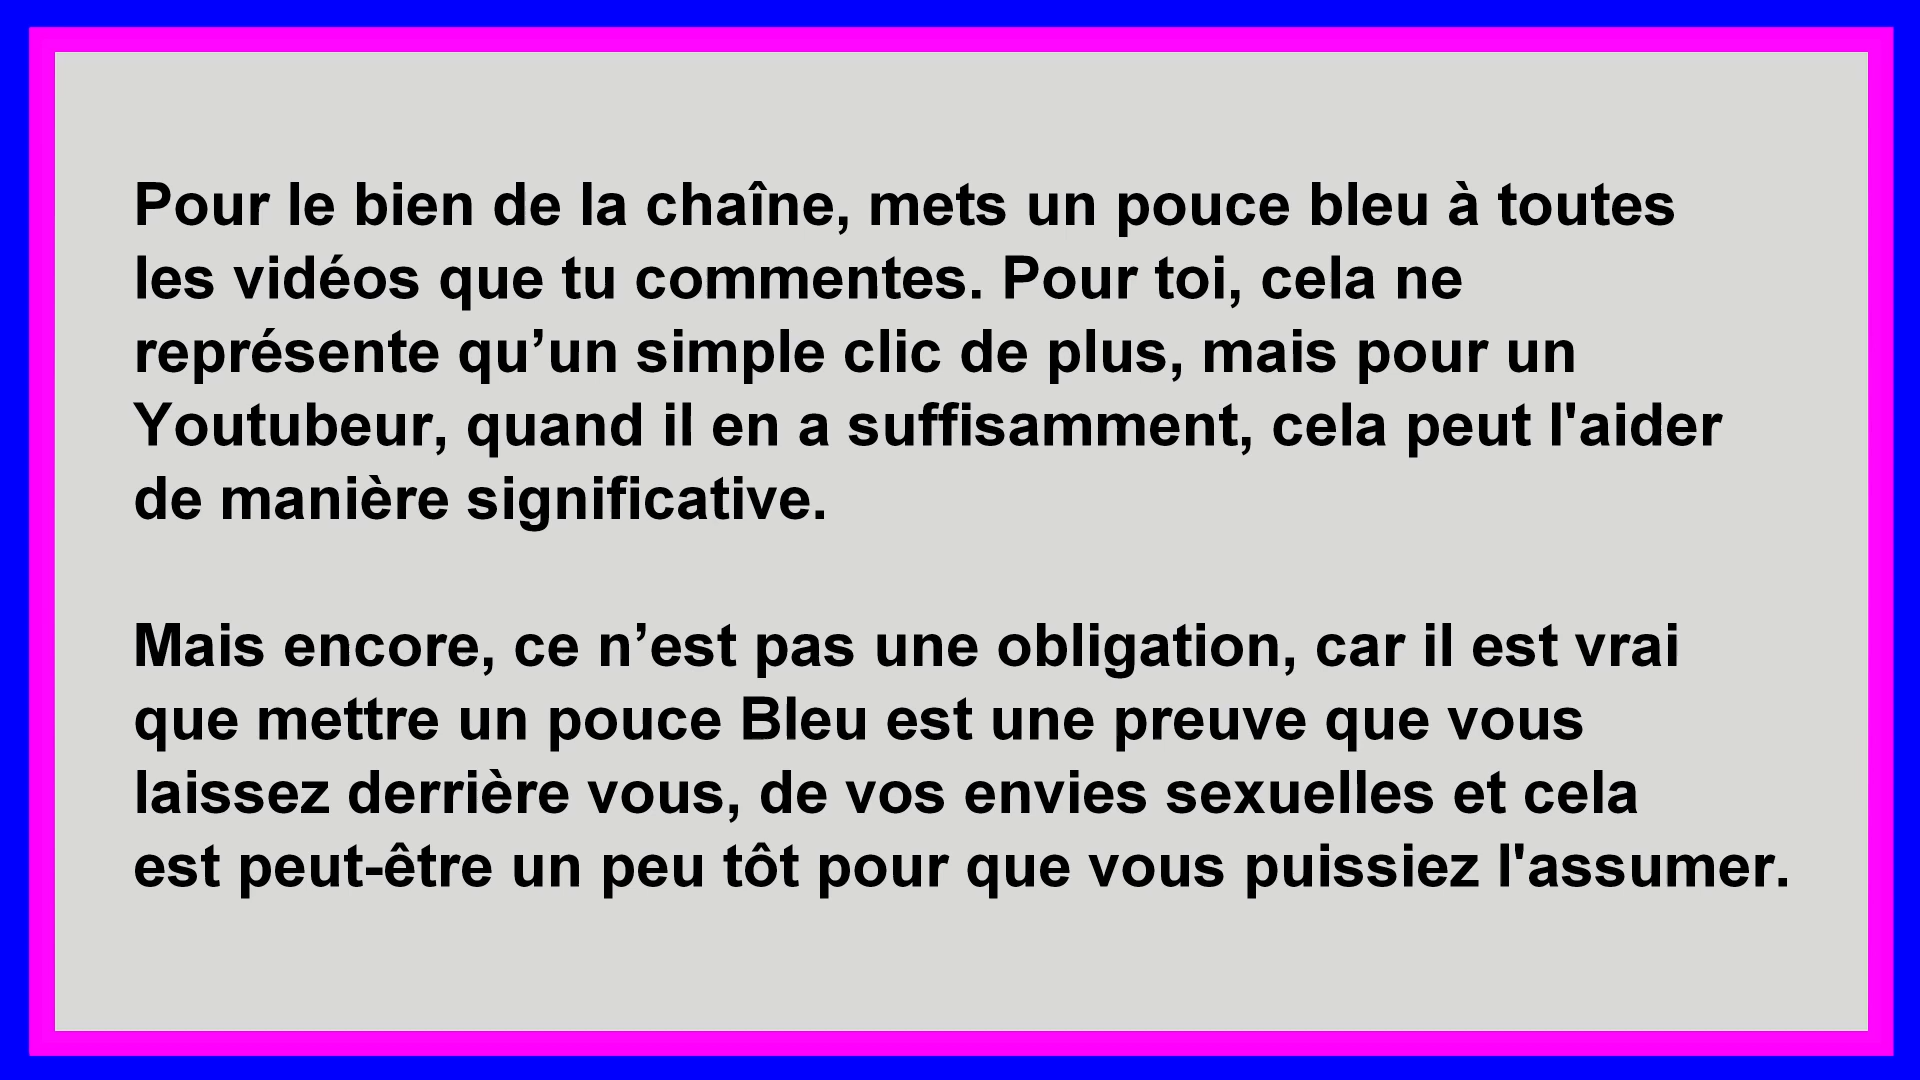 Pour le bien de la chaîne, mets un pouce bleu à toutes
les vidéos que tu commentes. Pour toi, cela ne
représente qu’un simple clic de plus, mais pour un
Youtubeur, quand il en a suffisamment, cela peut l'aider
de manière significative.
Mais encore, ce n’est pas une obligation, car il est vrai
que mettre un pouce Bleu est une preuve que vous
laissez derrière vous, de vos envies sexuelles et cela
est peut-être un peu tôt pour que vous puissiez l'assumer.